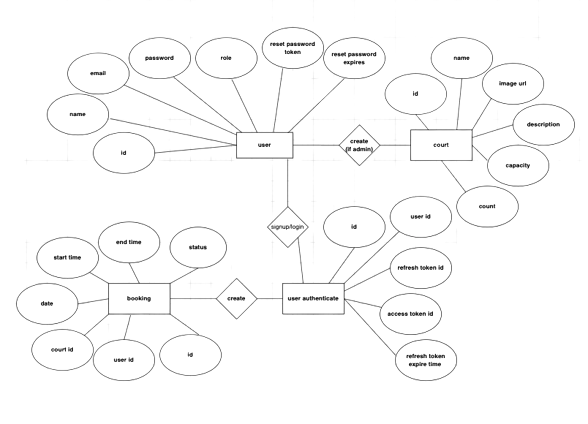 password
role
reset password
token
reset password
expires
name
email
image url
id
name
description
id
user
create
(if admin)
court
capacity
count
signup/login
id
user id
end time
status
start time
refresh token id
date
booking
create
user authenticate
access token id
court id
user id
id
refresh token
expire time